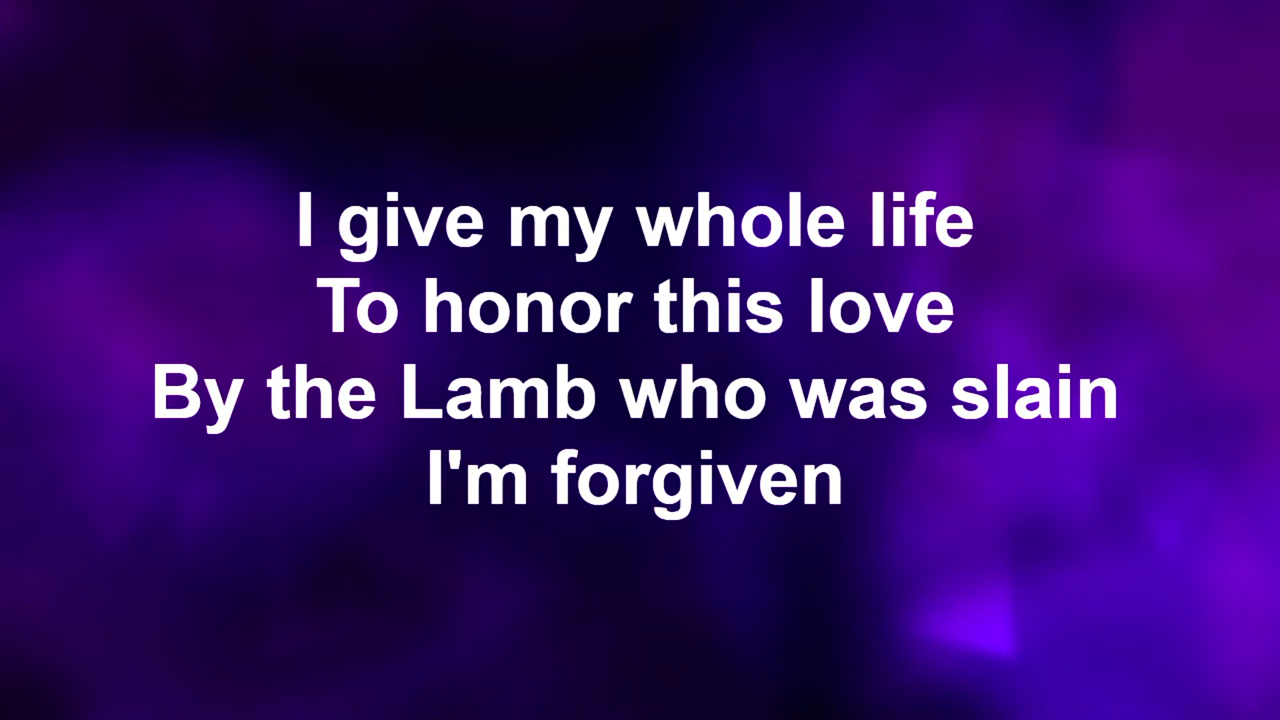 I give my whole life
To honor this love
By the Lamb who was slain
I'm forgiven